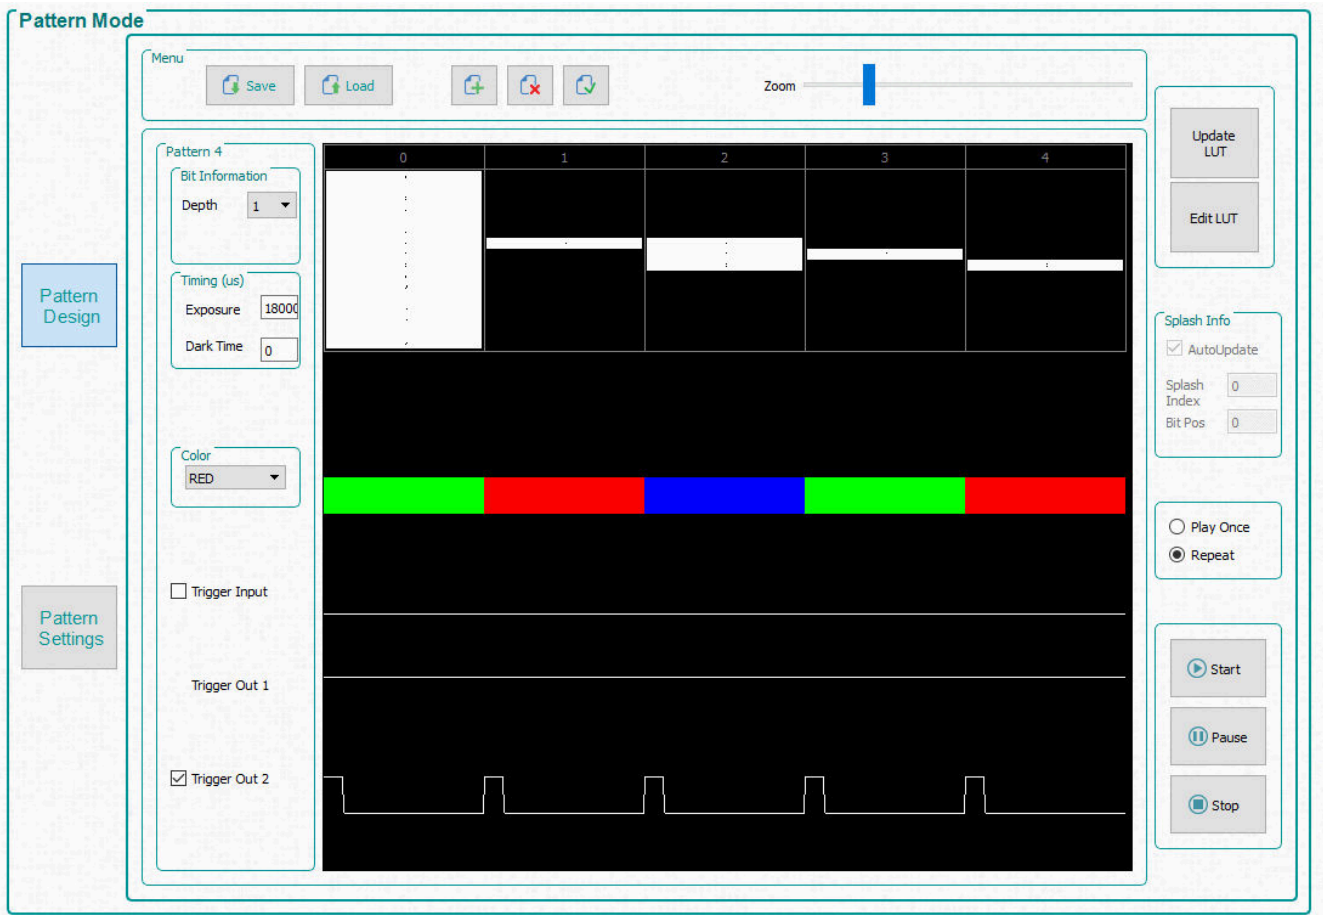 Pattern Mode
Menu
Save
Load
Zoom
Update
LUT
Edit LUT
Pattern 4
Bit Information
Depth 1
Timing (us)
Exposure 18000
Dark Time 0
Color
RED
0 1 2 3 4
Pattern
Design
Pattern
Settings
Trigger Input
Trigger Out 1
Trigger Out 2
Splash Info
AutoUpdate
Splash
Index
0
Bit Pos 0
Play Once
Repeat
Start
Pause
Stop